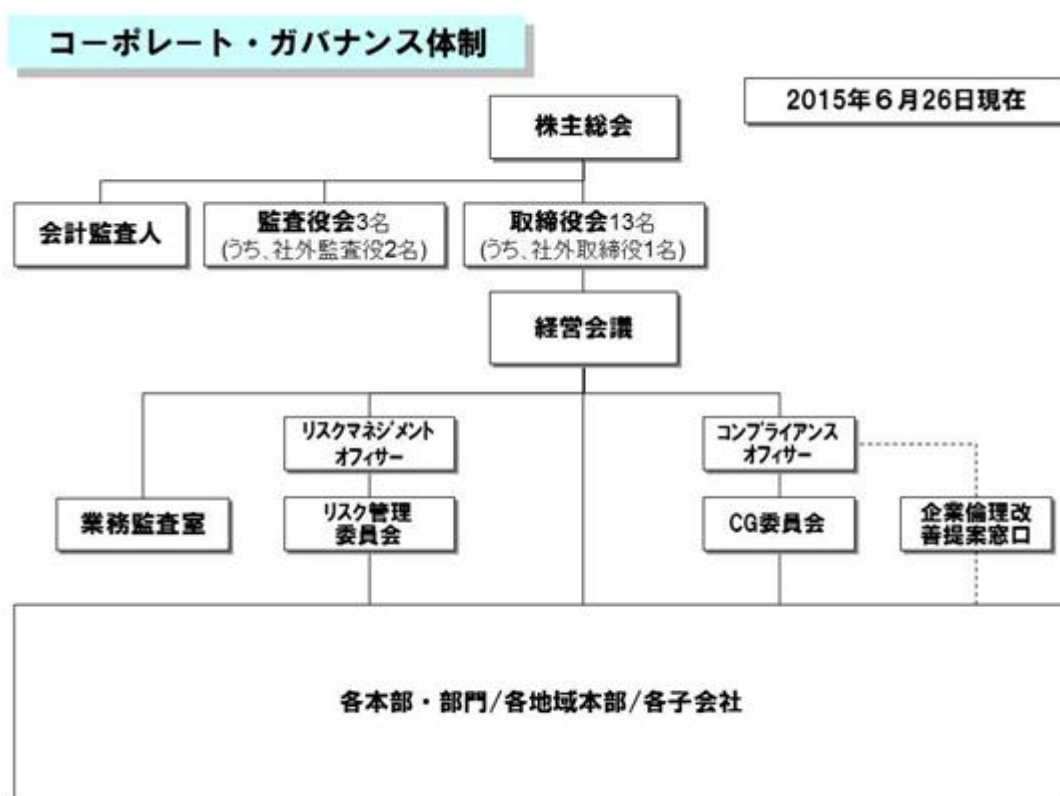 コーポレート・ガバナンス体制
2015年6月26日現在
株主総会
会計監査人
監査役会3名
(うち、社外監査役2名)
取締役会13名
(うち、社外取締役1名)
経営会議
リスクマネジメント
オフィサー
コンプライアンス
オフィサー
業務監査室
リスク管理
委員会
CG委員会
企業倫理改
善提案窓口
各本部・部門/各地域本部/各子会社